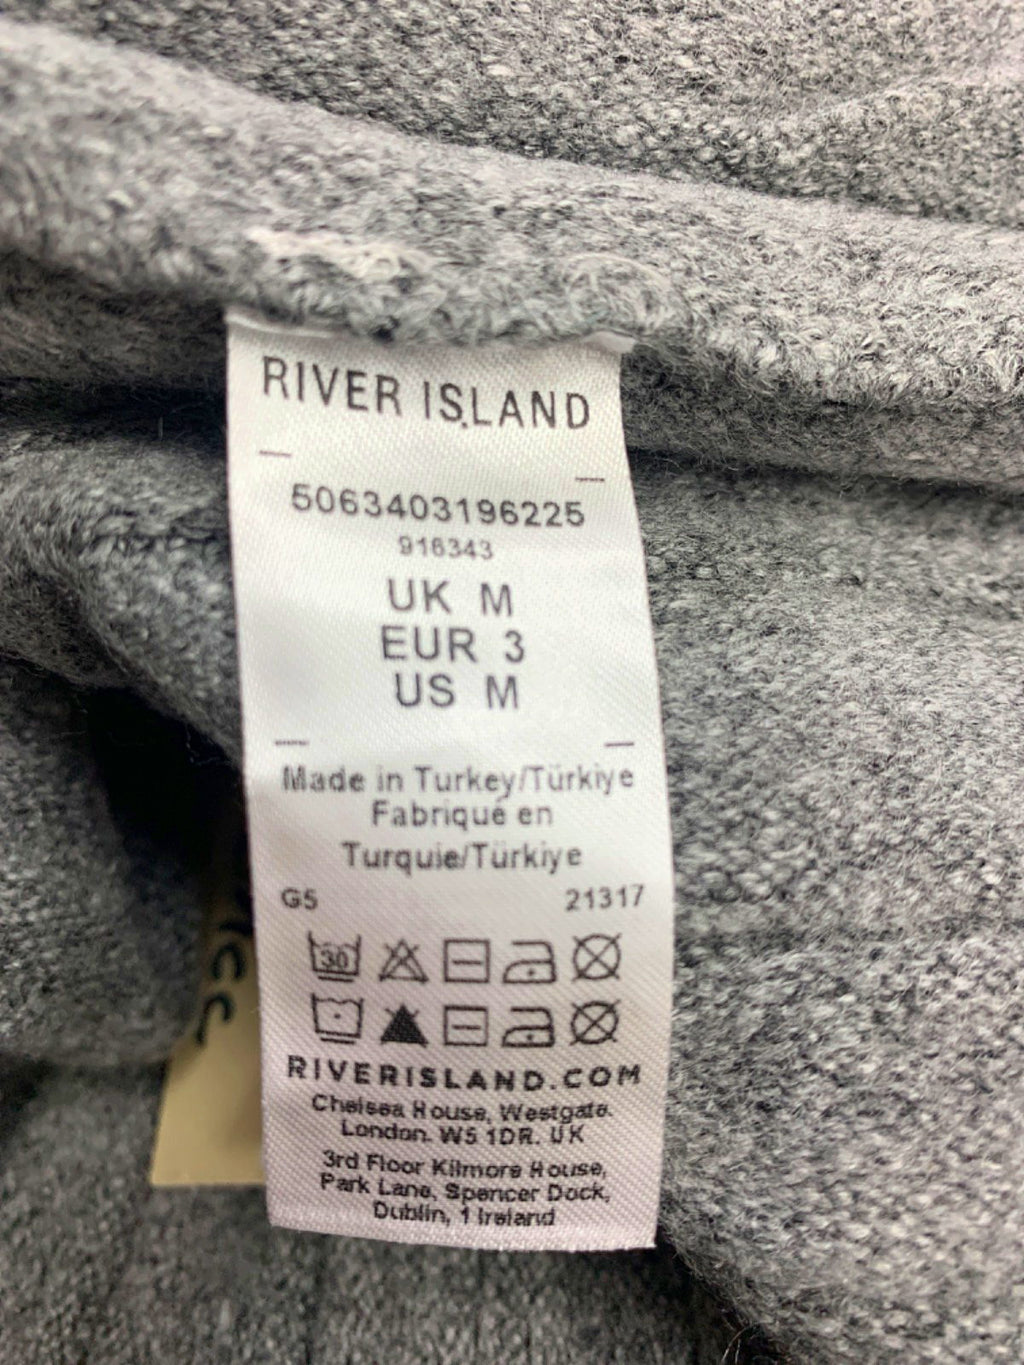 RIVER ISLAND
5063403196225
916343
UK M
EUR 3
US M
Made in Turkey/Türkiye
Fabriqué en
Turquie/Türkiye
G5 21317
30
RIVERISLAND.COM
Chelsea House, Westgate.
London. W5 1DR. UK
3rd Floor Kilmore House,
Park Lane, Spencer Dock,
Dublin, 1 Ireland